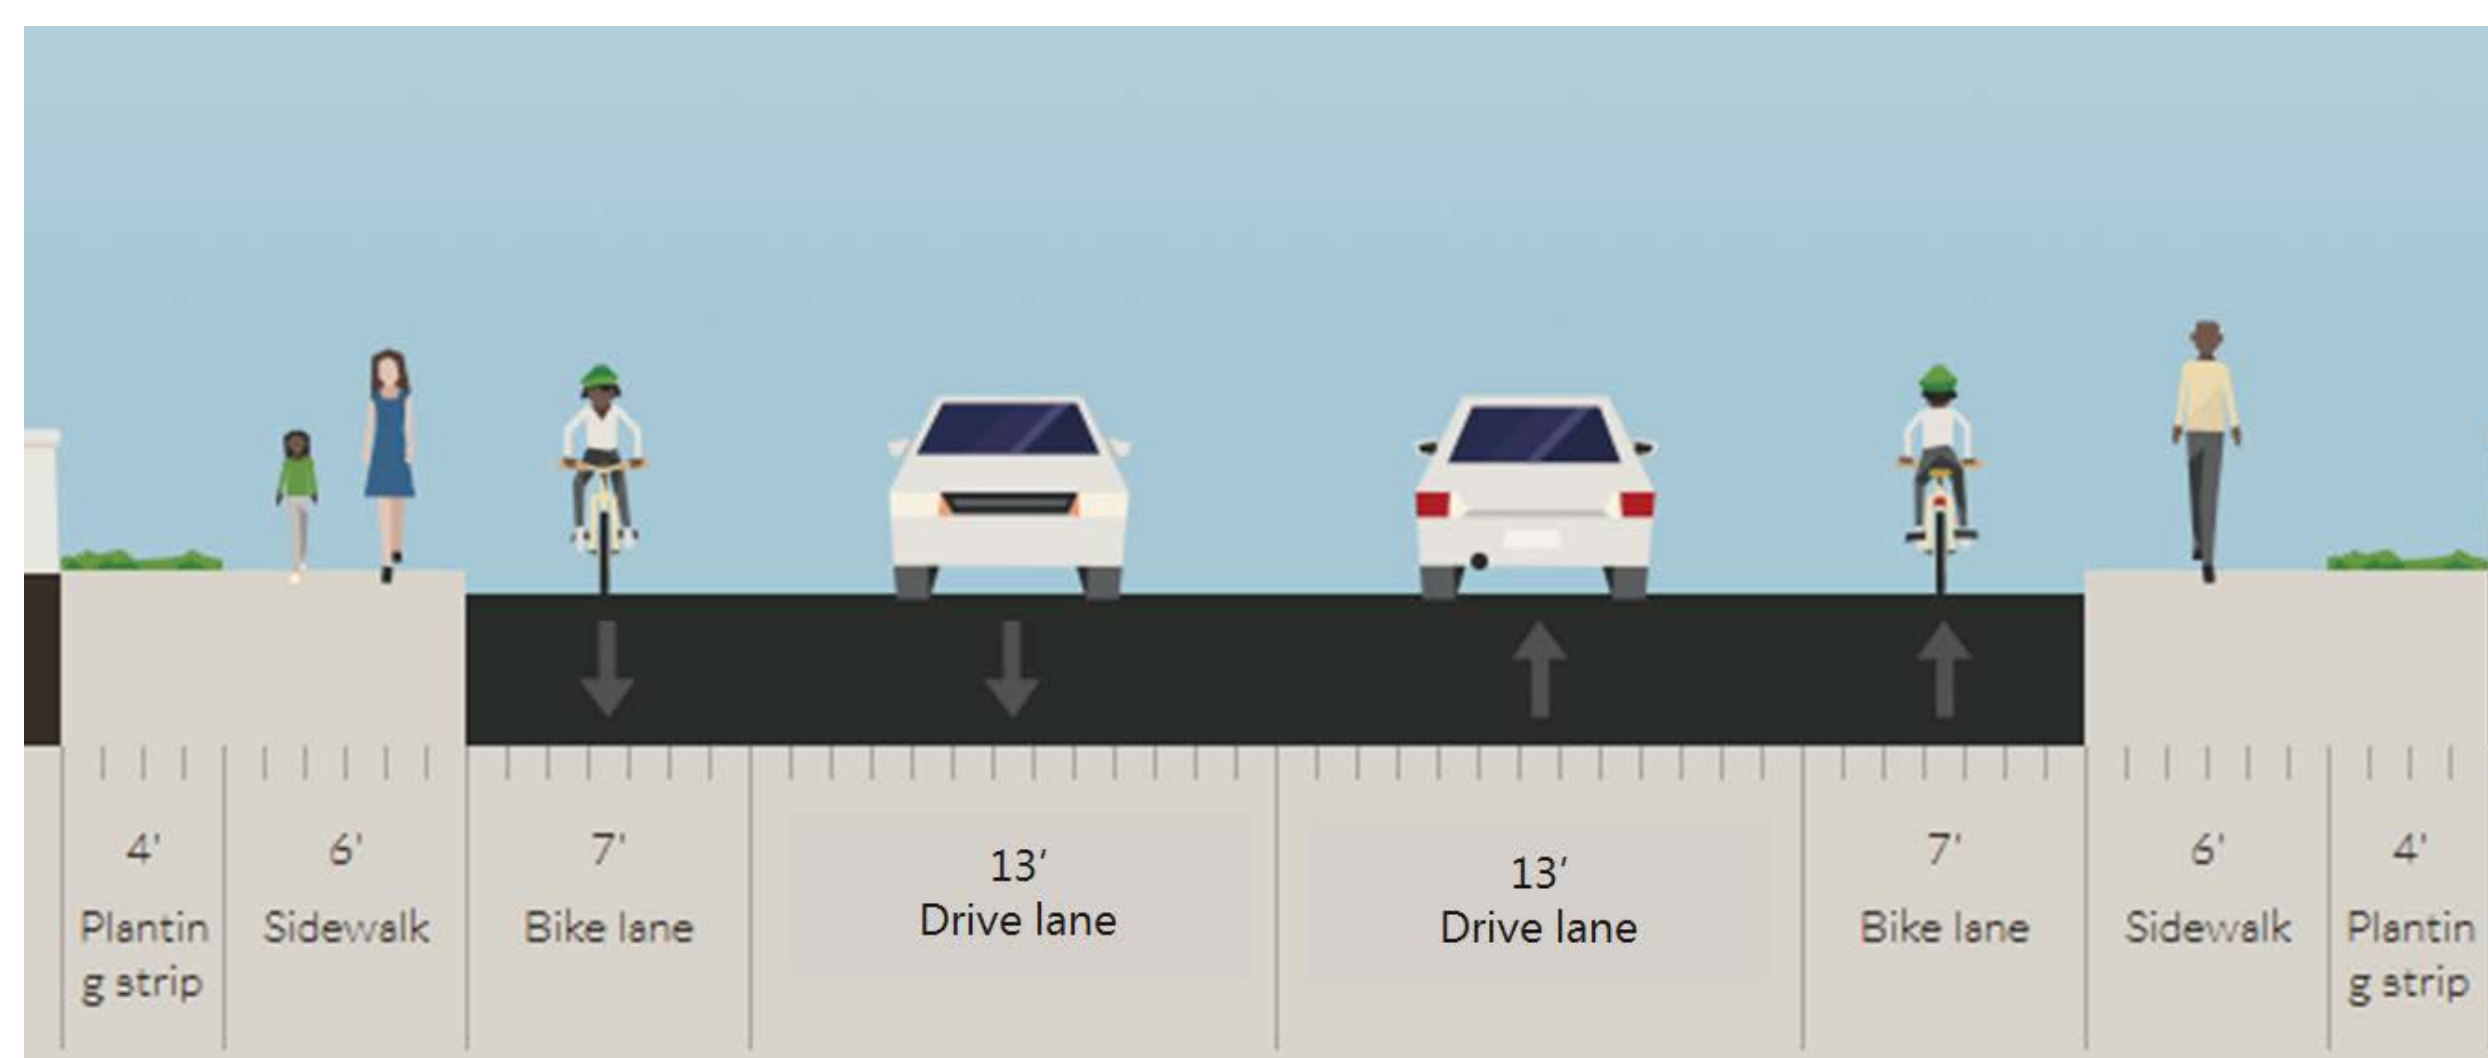 4'
Plantin
g strip
6'
Sidewalk
7'
Bike lane
13'
Drive lane
13'
Drive lane
7'
Bike lane
6'
Sidewalk
4'
Plantin
g strip